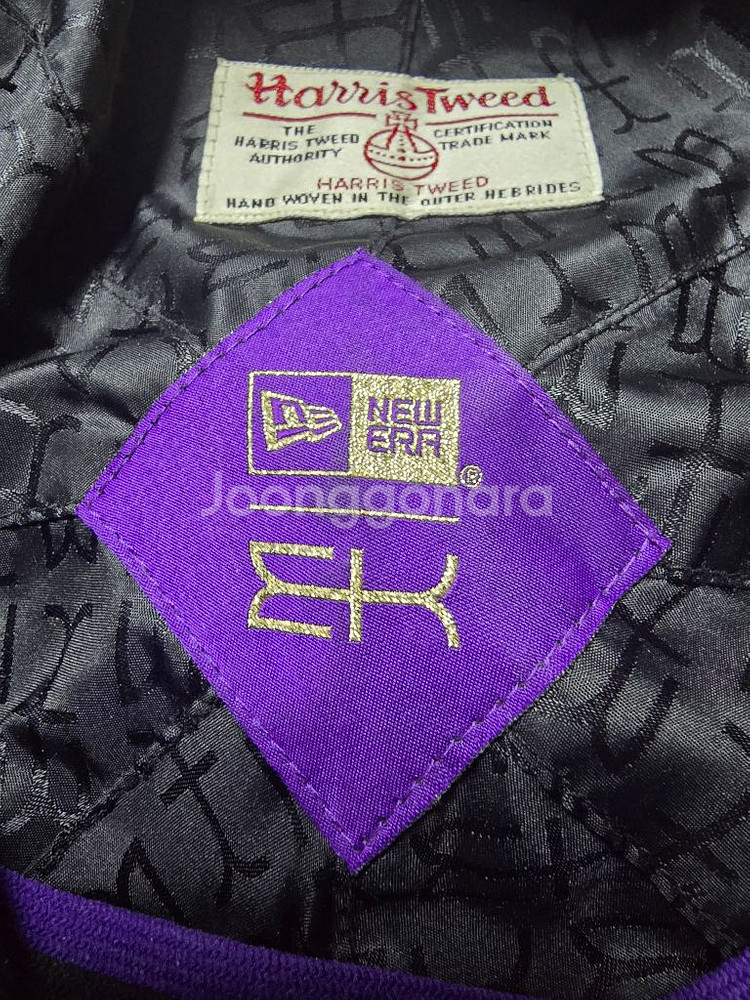 Harris Tweed
THE HARRIS TWEED AUTHORITY
CERTIFICATION TRADE MARK
HARRIS TWEED
HAND WOVEN IN THE OUTER HEBRIDES
NEW
ERA
®
Joonggonara